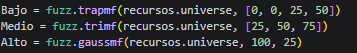 Bajo = fuzz.trapmf(recursos.universe, [0, 0, 25, 50])
Medio = fuzz.trimf(recursos.universe, [25, 50, 75])
Alto = fuzz.gaussmf(recursos.universe, 100, 25)